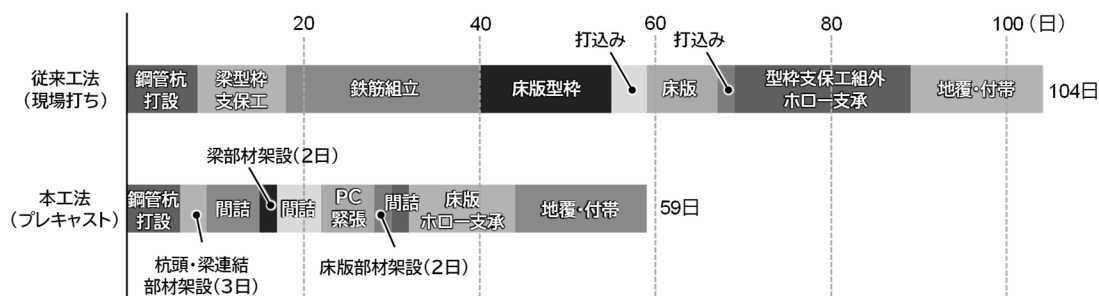 20
40
60
80
100(日)
打込み
打込み
従来工法
(現場打ち)
鋼管杭
打設
梁型枠
支保工
鉄筋組立
床版型枠
床版
型枠支保工組外
ホロー支承
地覆・付帯
104日
梁部材架設(2日)
本工法
(プレキャスト)
鋼管杭
打設
間詰
間詰
PC
緊張
間詰
床版
ホロー支承
地覆・付帯
59日
杭頭・梁連結
部材架設(3日)
床版部材架設(2日)